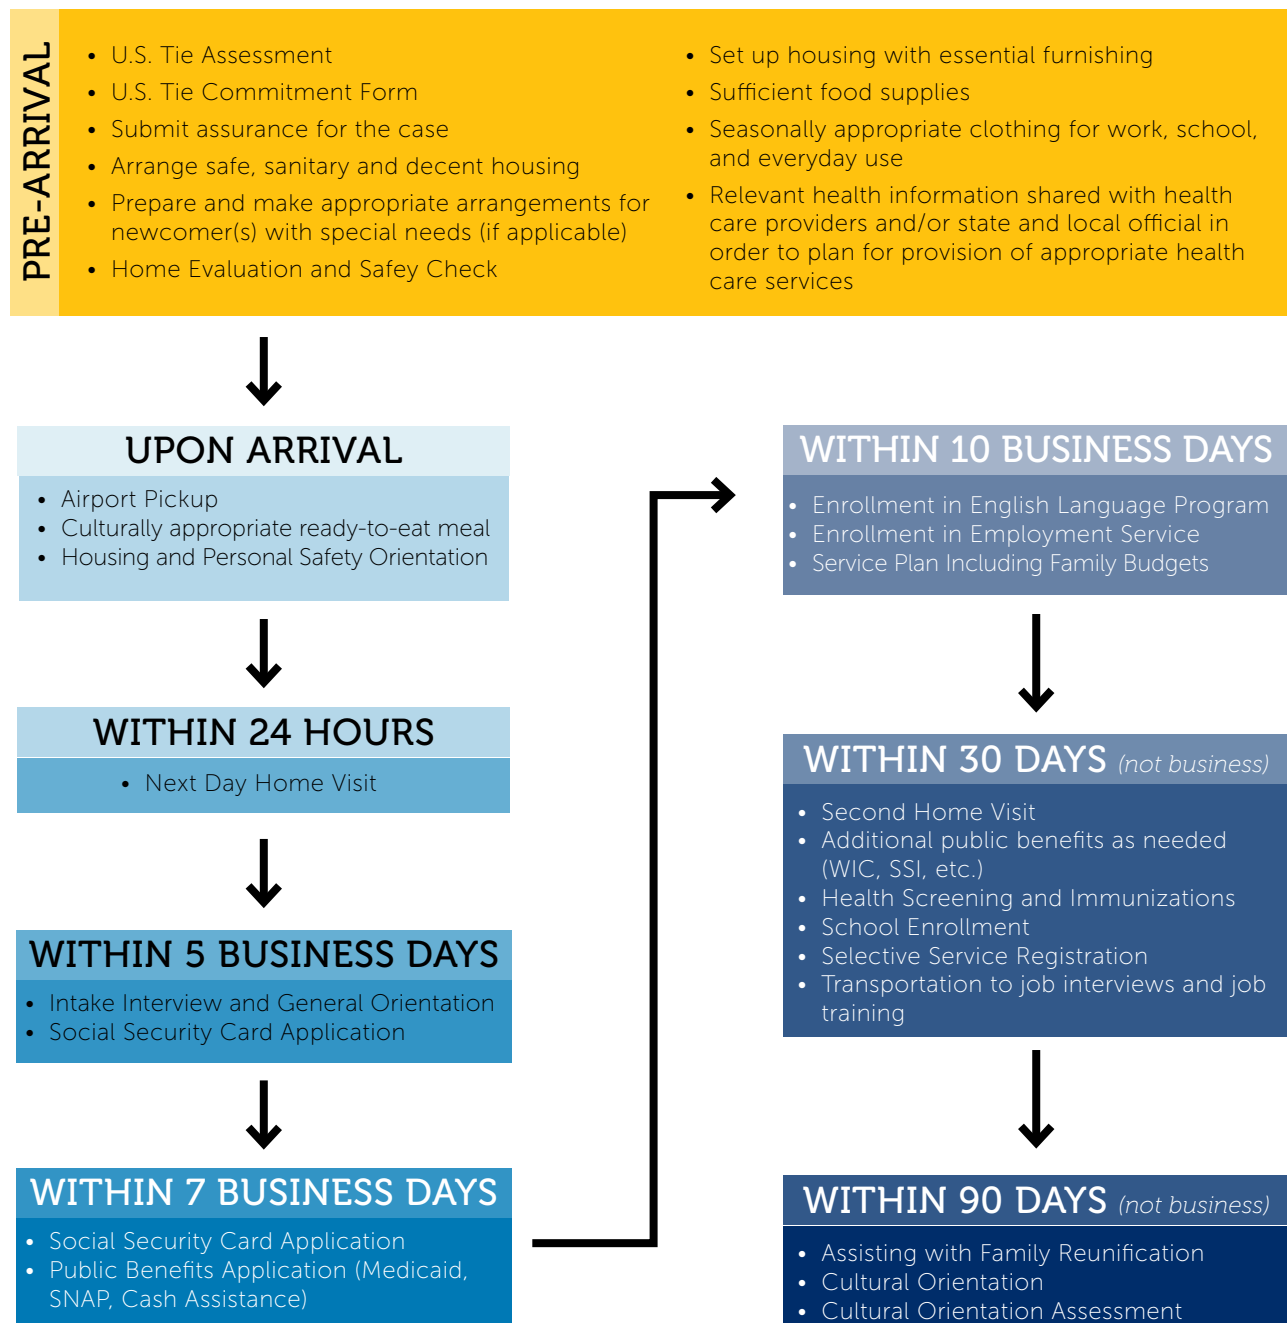 PRE-ARRIVAL
• U.S. Tie Assessment
• U.S. Tie Commitment Form
• Submit assurance for the case
• Arrange safe, sanitary and decent housing
• Prepare and make appropriate arrangements for
newcomer(s) with special needs (if applicable)
• Home Evaluation and Safey Check
• Set up housing with essential furnishing
• Sufficient food supplies
• Seasonally appropriate clothing for work, school,
and everyday use
• Relevant health information shared with health
care providers and/or state and local official in
order to plan for provision of appropriate health
care services
UPON ARRIVAL
• Airport Pickup
• Culturally appropriate ready-to-eat meal
• Housing and Personal Safety Orientation
WITHIN 24 HOURS
• Next Day Home Visit
WITHIN 5 BUSINESS DAYS
• Intake Interview and General Orientation
• Social Security Card Application
WITHIN 7 BUSINESS DAYS
• Social Security Card Application
• Public Benefits Application (Medicaid,
SNAP, Cash Assistance)
WITHIN 10 BUSINESS DAYS
• Enrollment in English Language Program
• Enrollment in Employment Service
• Service Plan Including Family Budgets
WITHIN 30 DAYS (not business)
• Second Home Visit
• Additional public benefits as needed
(WIC, SSI, etc.)
• Health Screening and Immunizations
• School Enrollment
• Selective Service Registration
• Transportation to job interviews and job
training
WITHIN 90 DAYS (not business)
• Assisting with Family Reunification
• Cultural Orientation
• Cultural Orientation Assessment